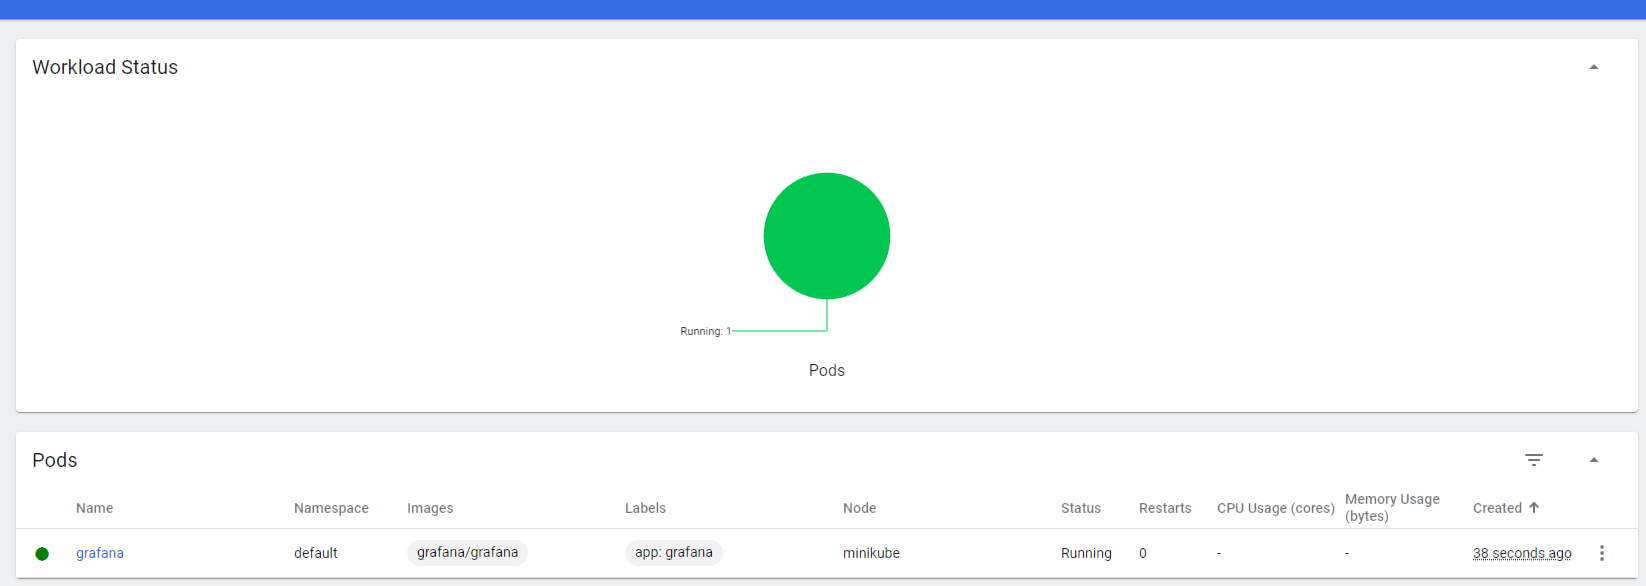 Workload Status
Running: 1
Pods
Pods
Name Namespace Images Labels Node Status Restarts CPU Usage (cores) Memory Usage (bytes) Created
grafana default grafana/grafana app: grafana minikube Running 0 - - 38 seconds ago